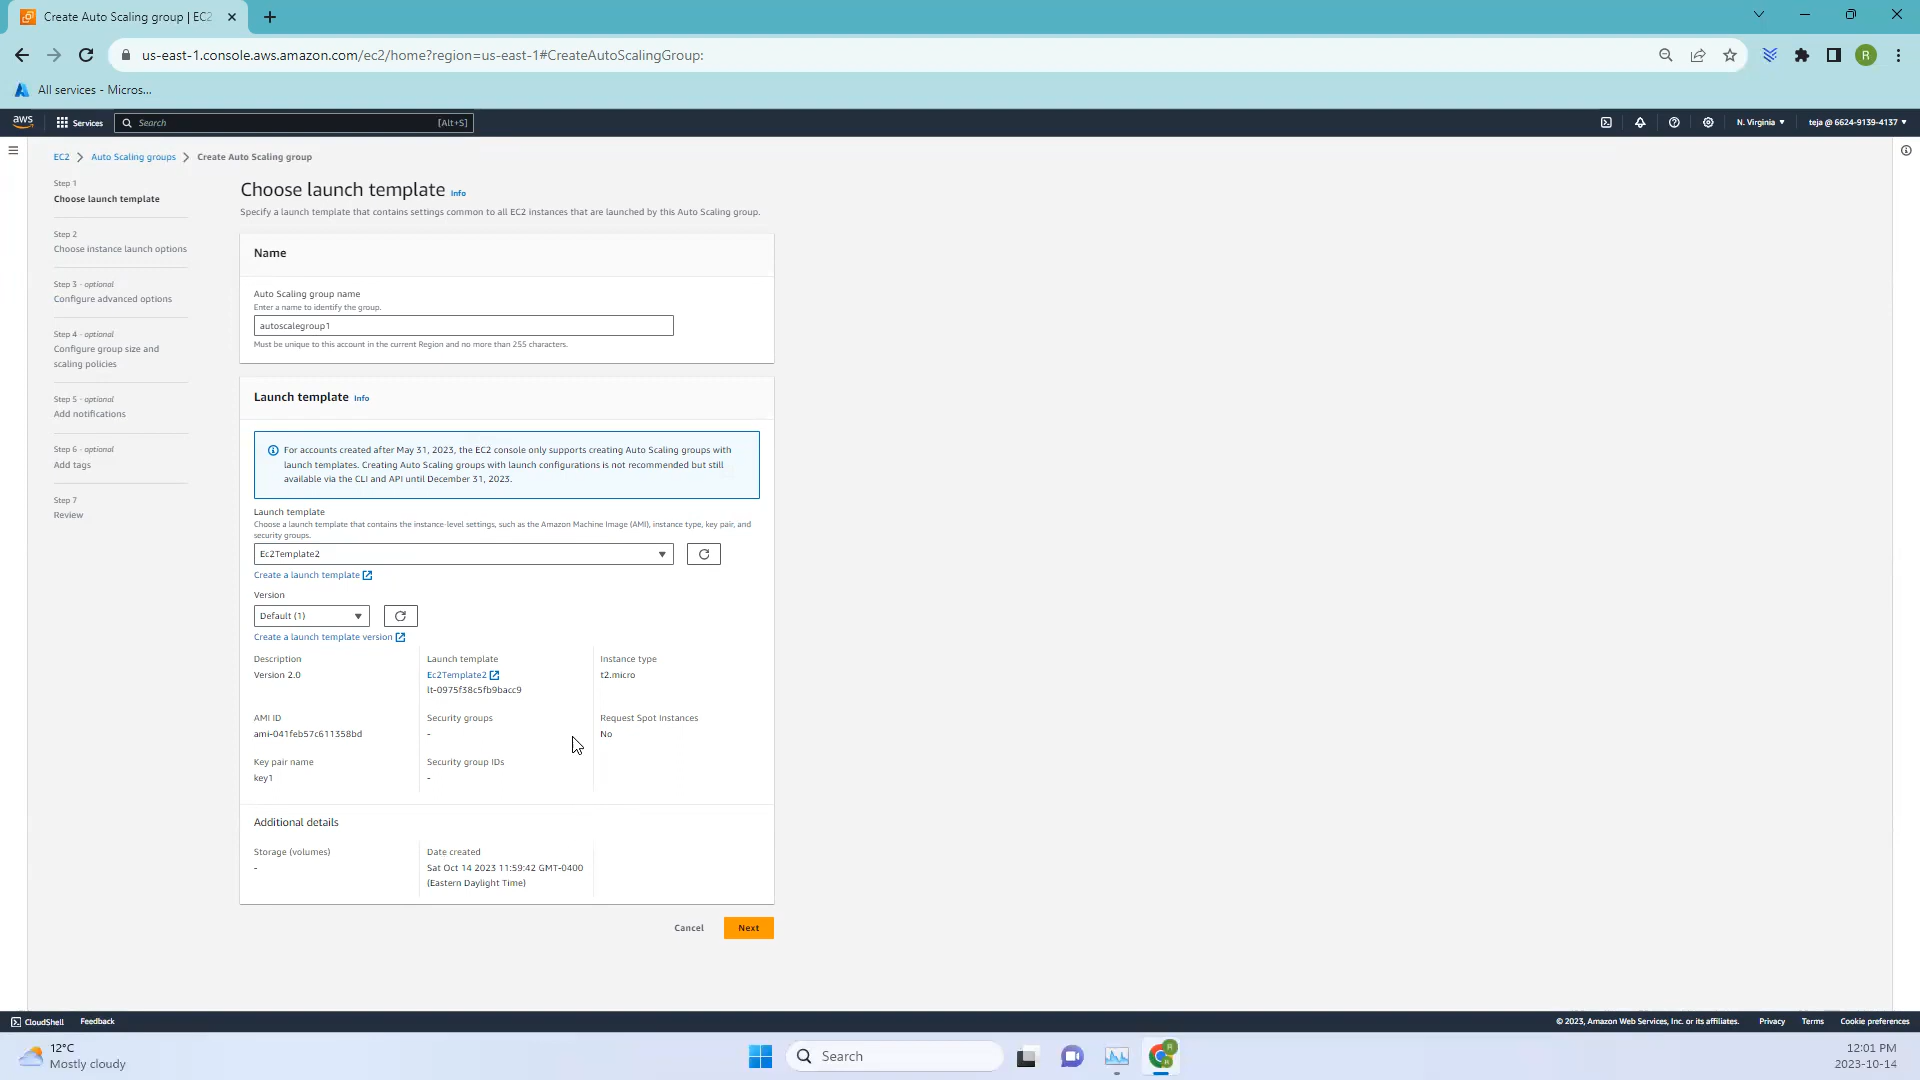 Create Auto Scaling group | EC2
us-east-1.console.aws.amazon.com/ec2/home?region=us-east-1#CreateAutoScalingGroup:
R
All services - Micros...
aws
Services
Search
[Alt+S]
N. Virginia
teja @ 6624-9139-4137
EC2
Auto Scaling groups
Create Auto Scaling group
Step 1
Choose launch template
Step 2
Choose instance launch options
Step 3 - optional
Configure advanced options
Step 4 - optional
Configure group size and
scaling policies
Step 5 - optional
Add notifications
Step 6 - optional
Add tags
Step 7
Review
Choose launch template Info
Specify a launch template that contains settings common to all EC2 instances that are launched by this Auto Scaling group.
Name
Auto Scaling group name
Enter a name to identify the group.
autoscalegroup1
Must be unique to this account in the current Region and no more than 255 characters.
Launch template Info
For accounts created after May 31, 2023, the EC2 console only supports creating Auto Scaling groups with
launch templates. Creating Auto Scaling groups with launch configurations is not recommended but still
available via the CLI and API until December 31, 2023.
Launch template
Choose a launch template that contains the instance-level settings, such as the Amazon Machine Image (AMI), instance type, key pair, and
security groups.
Ec2Template2
Create a launch template
Version
Default (1)
Create a launch template version
Description
Version 2.0
Launch template
Ec2Template2
lt-0975f38c5fb9bacc9
Instance type
t2.micro
AMI ID
ami-041feb57c611358bd
Security groups
-
Request Spot Instances
No
Key pair name
key1
Security group IDs
-
Additional details
Storage (volumes)
-
Date created
Sat Oct 14 2023 11:59:42 GMT-0400
(Eastern Daylight Time)
Cancel
Next
CloudShell
Feedback
© 2023, Amazon Web Services, Inc. or its affiliates.
Privacy
Terms
Cookie preferences
12°C
Mostly cloudy
Search
12:01 PM
2023-10-14